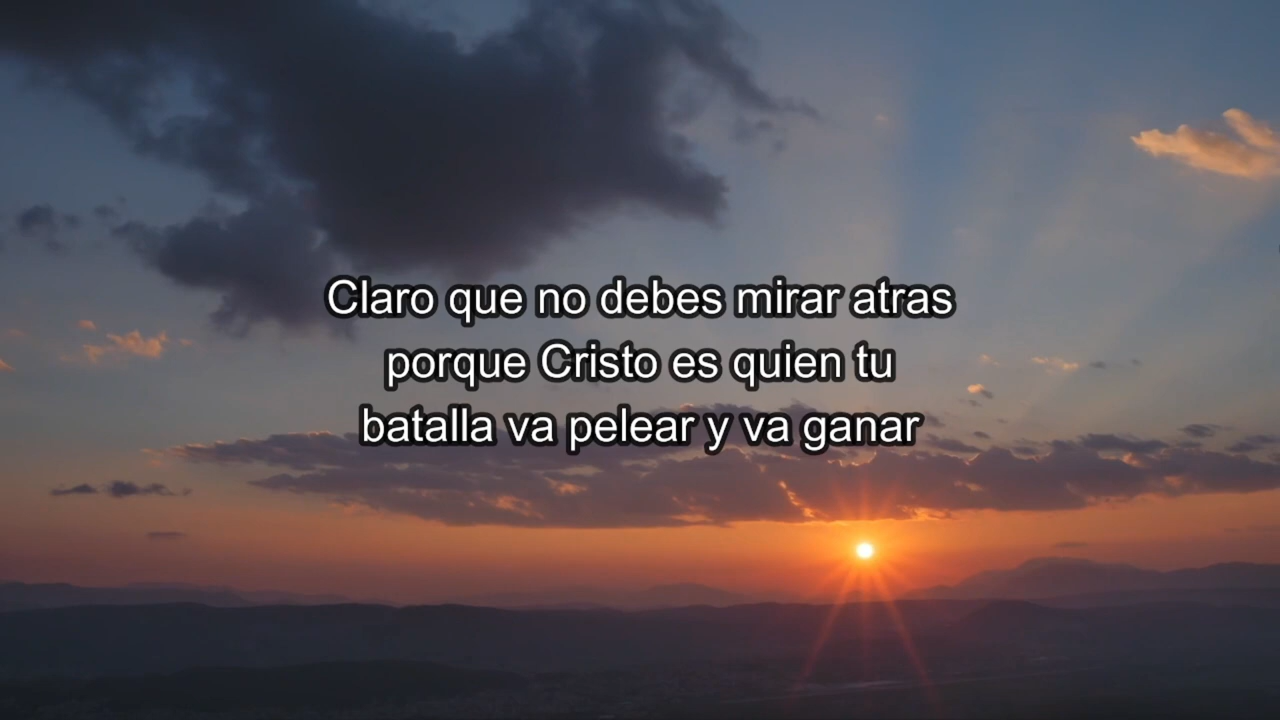 Claro que no debes mirar atras
porque Cristo es quien tu
batalla va pelear y va ganar